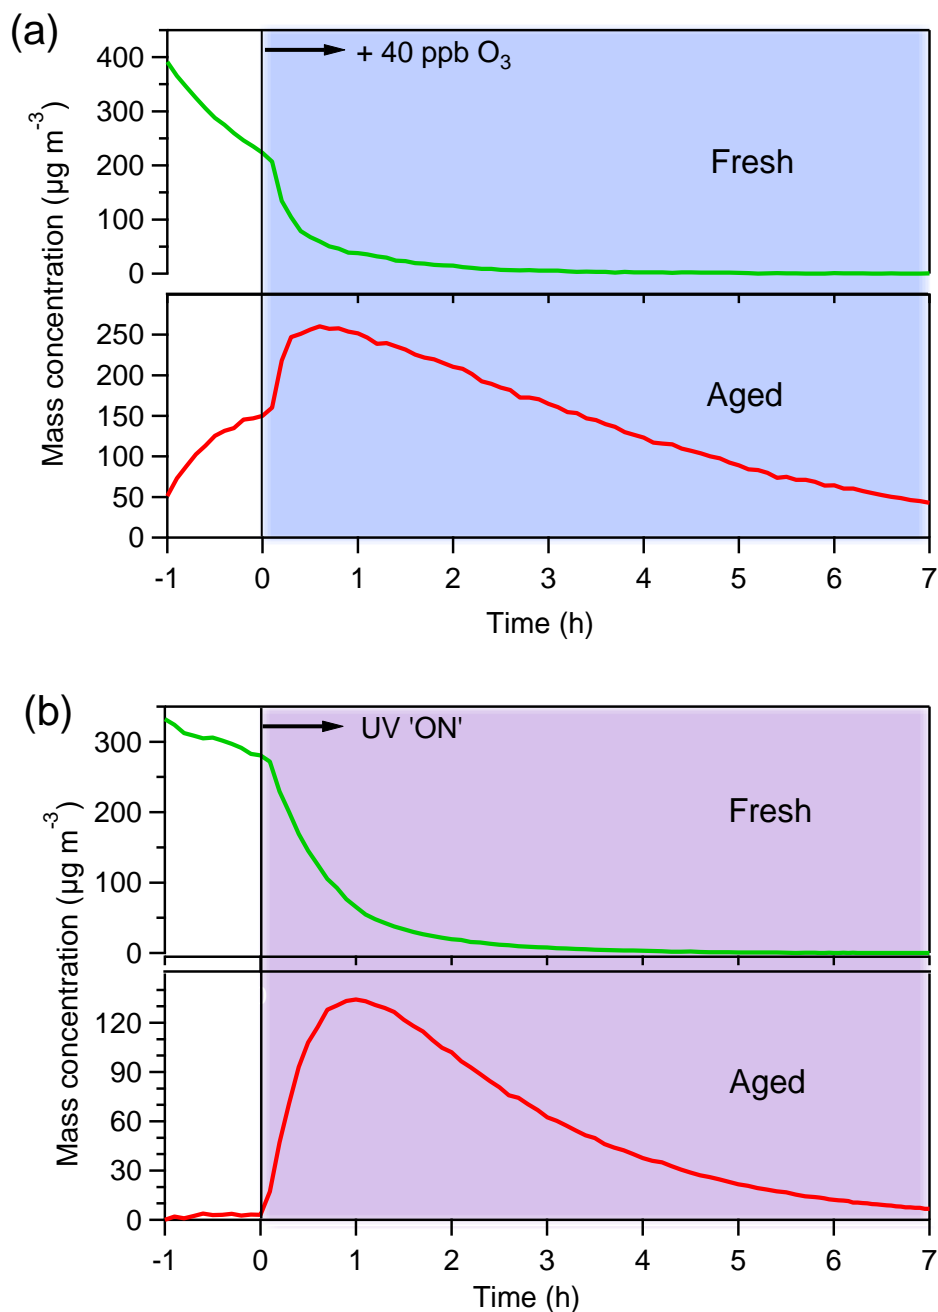 (a)
+ 40 ppb O3
Fresh
400
300
200
100
0
Aged
250
200
150
100
50
0
Mass concentration (µg m-3)
-1 0 1 2 3 4 5 6 7
Time (h)
(b)
UV 'ON'
Fresh
300
200
100
0
Aged
120
90
60
30
0
Mass concentration (µg m-3)
-1 0 1 2 3 4 5 6 7
Time (h)